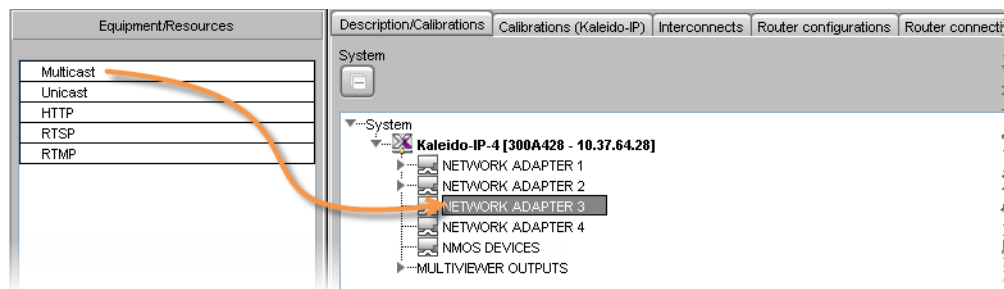 Equipment/Resources
Multicast
Unicast
HTTP
RTSP
RTMP
Description/Calibrations
Calibrations (Kaleido-IP)
Interconnects
Router configurations
Router connecti
System
System
Kaleido-IP-4 [300A428 - 10.37.64.28]
NETWORK ADAPTER 1
NETWORK ADAPTER 2
NETWORK ADAPTER 3
NETWORK ADAPTER 4
NMOS DEVICES
MULTIVIEWER OUTPUTS